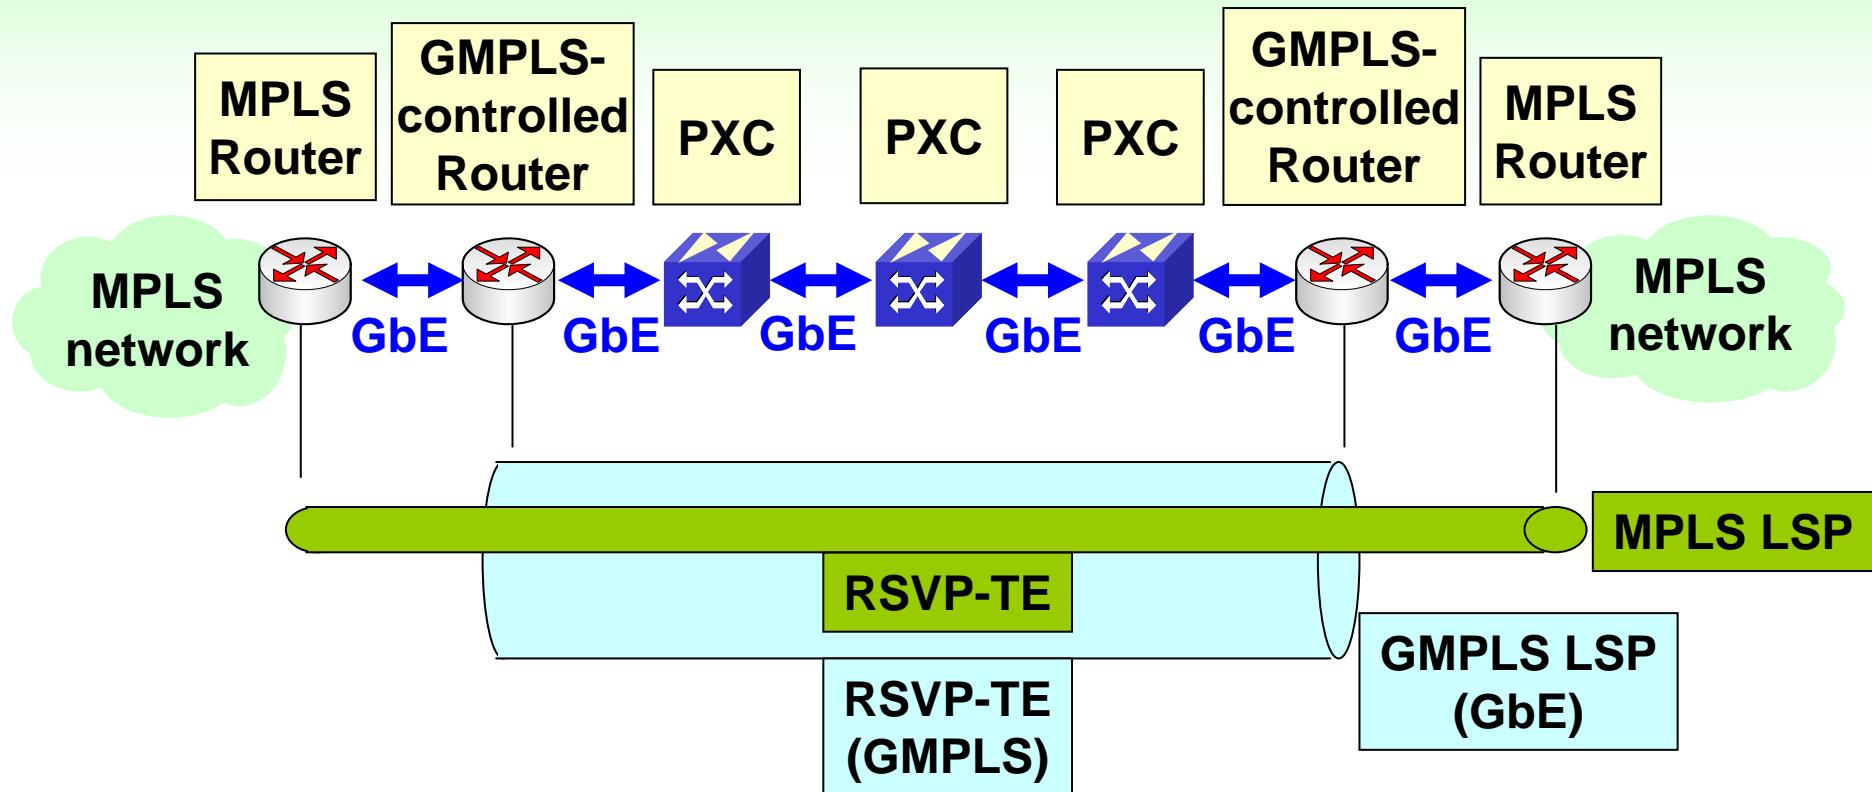 MPLS
Router
GMPLS-
controlled
Router
PXC
PXC
PXC
GMPLS-
controlled
Router
MPLS
Router
MPLS
network
GbE
GbE
GbE
GbE
GbE
GbE
MPLS
network
MPLS LSP
RSVP-TE
GMPLS LSP
(GbE)
RSVP-TE
(GMPLS)